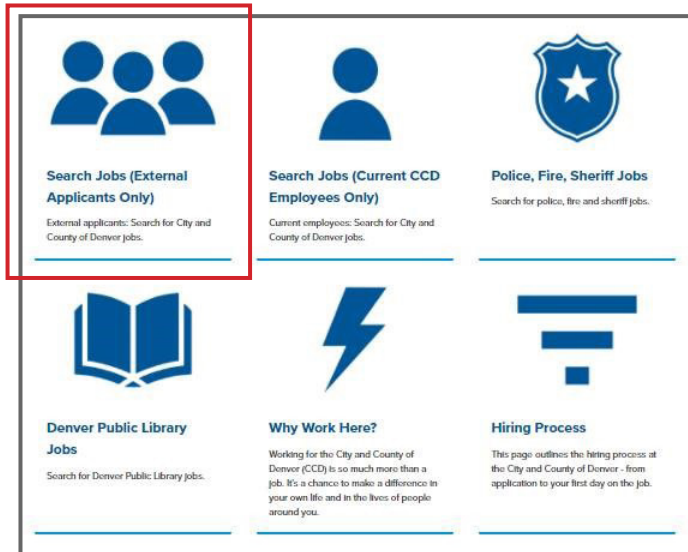 Search Jobs (External
Applicants Only)
External applicants: Search for City and
County of Denver jobs.
Search Jobs (Current CCD
Employees Only)
Current employees: Search for City and
County of Denver jobs.
Police, Fire, Sheriff Jobs
Search for police, fire and sheriff jobs.
Denver Public Library
Jobs
Search for Denver Public Library jobs.
Why Work Here?
Working for the City and County of
Denver (CCD) is so much more than a
job. It's a chance to make a difference in
your own life and in the lives of people
around you.
Hiring Process
This page outlines the hiring process at
the City and County of Denver - from
application to your first day on the job.